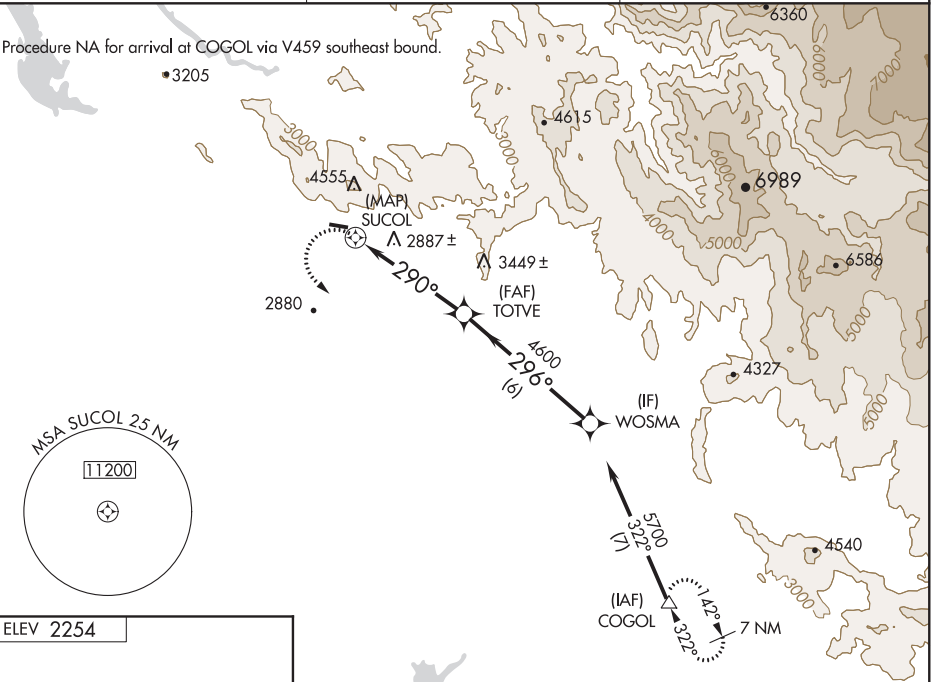 6360
Procedure NA for arrival at COGOL via V459 southeast bound.
3205
6000
7000
3000
4615
3000
4555
6000
6989
(MAP)
SUCOL
2887 ±
4000
5000
3449 ±
6586
290°
(FAF)
TOTVE
2880
5000
4600
296°
(6)
4327
(IF)
WOSMA
5000
MSA SUCOL 25 NM
11200
5700
322°
(7)
4540
3000
(IAF)
COGOL
142°
322°
7 NM
ELEV 2254